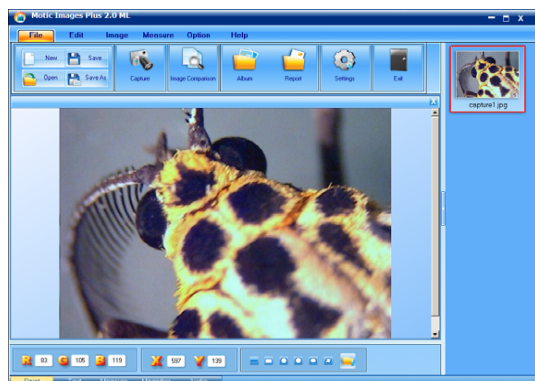 Motic Images Plus 2.0 ML
File Edit Image Measure Option Help
New Save
Open Save As
Capture Image Comparison Album Report Settings Exit
capture1.jpg
R 83 G 105 B 119 X 597 Y 139